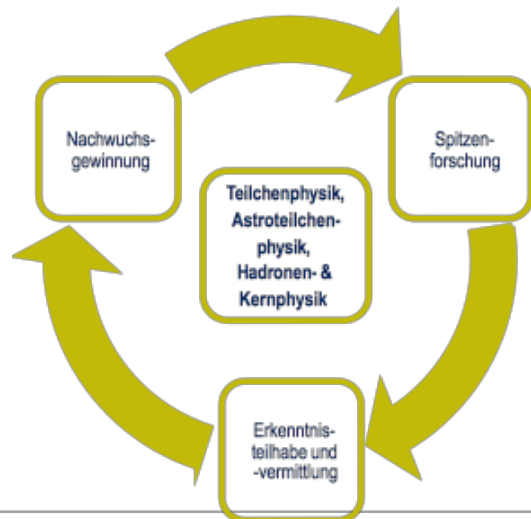 Nachwuchs-
gewinnung
Spitzen-
forschung
Teilchenphysik,
Astroteilchen-
physik,
Hadronen- &
Kernphysik
Erkenntnis-
teilhabe und
-vermittlung